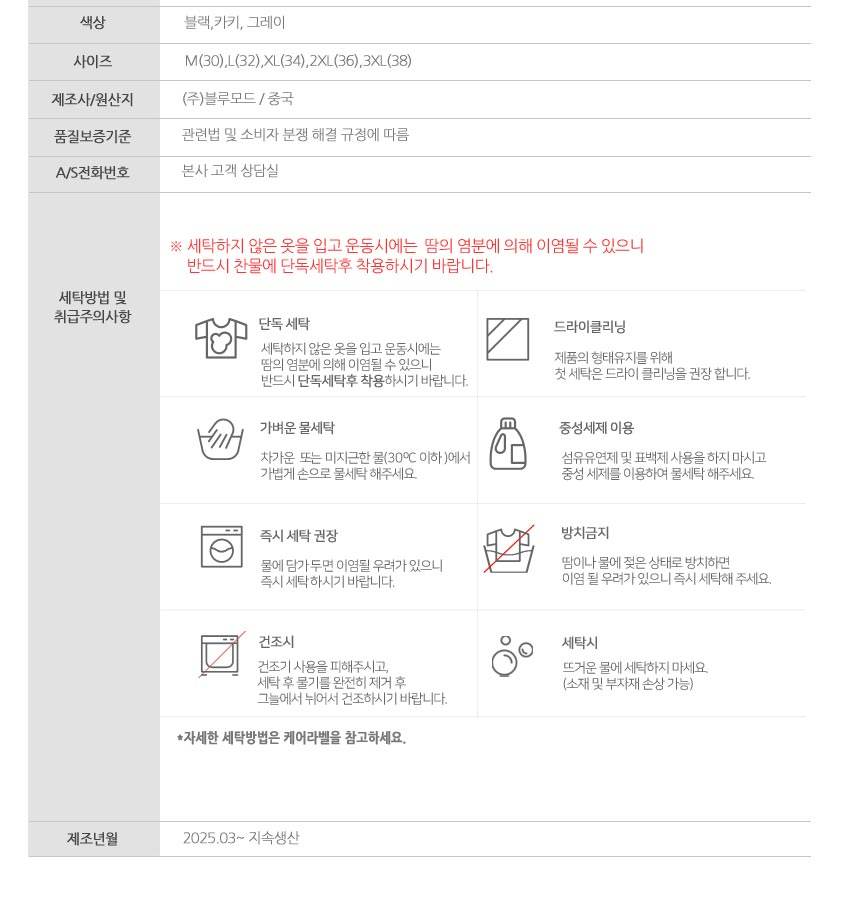 색상
블랙,카키, 그레이
사이즈
M(30),L(32),XL(34),2XL(36),3XL(38)
제조사/원산지
(주)블루모드 / 중국
품질보증기준
관련법 및 소비자 분쟁 해결 규정에 따름
A/S전화번호
본사 고객 상담실
세탁방법 및
취급주의사항
※ 세탁하지 않은 옷을 입고 운동시에는 땀의 염분에 의해 이염될 수 있으니
반드시 찬물에 단독세탁후 착용하시기 바랍니다.
단독 세탁
세탁하지 않은 옷을 입고 운동시에는
땀의 염분에 의해 이염될 수 있으니
반드시 단독세탁후 착용하시기 바랍니다.
드라이클리닝
제품의 형태유지를 위해
첫 세탁은 드라이 클리닝을 권장 합니다.
가벼운 물세탁
차가운 또는 미지근한 물(30℃ 이하)에서
가볍게 손으로 물세탁 해주세요.
중성세제 이용
섬유유연제 및 표백제 사용을 하지 마시고
중성 세제를 이용하여 물세탁 해주세요.
즉시 세탁 권장
물에 담가 두면 이염될 우려가 있으니
즉시 세탁 하시기 바랍니다.
방치금지
땀이나 물에 젖은 상태로 방치하면
이염 될 우려가 있으니 즉시 세탁해 주세요.
건조시
건조기 사용을 피해주시고,
세탁 후 물기를 완전히 제거 후
그늘에서 뉘어서 건조하시기 바랍니다.
세탁시
뜨거운 물에 세탁하지 마세요.
(소재 및 부자재 손상 가능)
*자세한 세탁방법은 케어라벨을 참고하세요.
제조년월
2025.03~ 지속생산